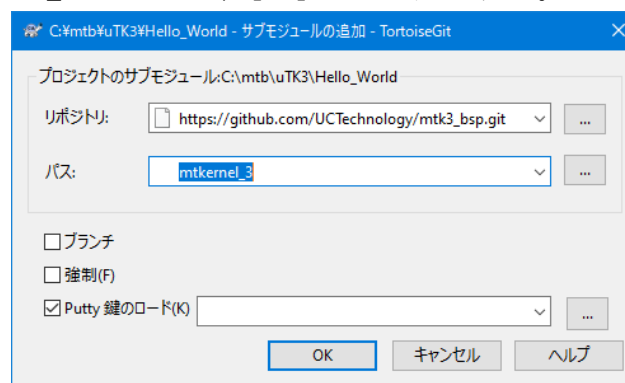 C:¥mtb¥uTK3¥Hello_World - サブモジュールの追加 - TortoiseGit
プロジェクトのサブモジュール:C:\mtb\uTK3\Hello_World
リポジトリ: https://github.com/UCTechnology/mtk3_bsp.git ...
パス: mtkernel_3 ...
ブランチ
強制(F)
Putty 鍵のロード(K) ...
OK キャンセル ヘルプ